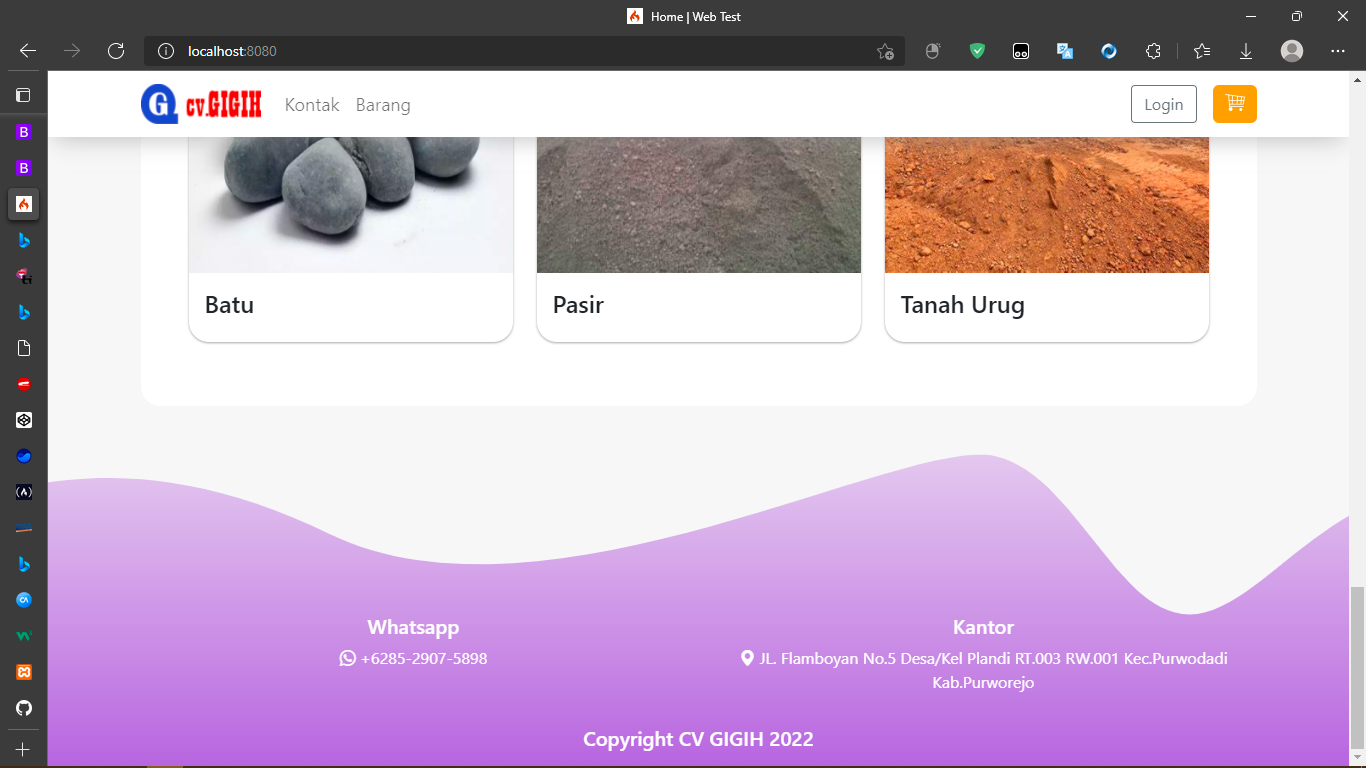 Home | Web Test
localhost:8080
G cv.GIGIH
Kontak Barang
Login
Batu
Pasir
Tanah Urug
Whatsapp
+6285-2907-5898
Kantor
JL. Flamboyan No.5 Desa/Kel Plandi RT.003 RW.001 Kec.Purwodadi
Kab.Purworejo
Copyright CV GIGIH 2022